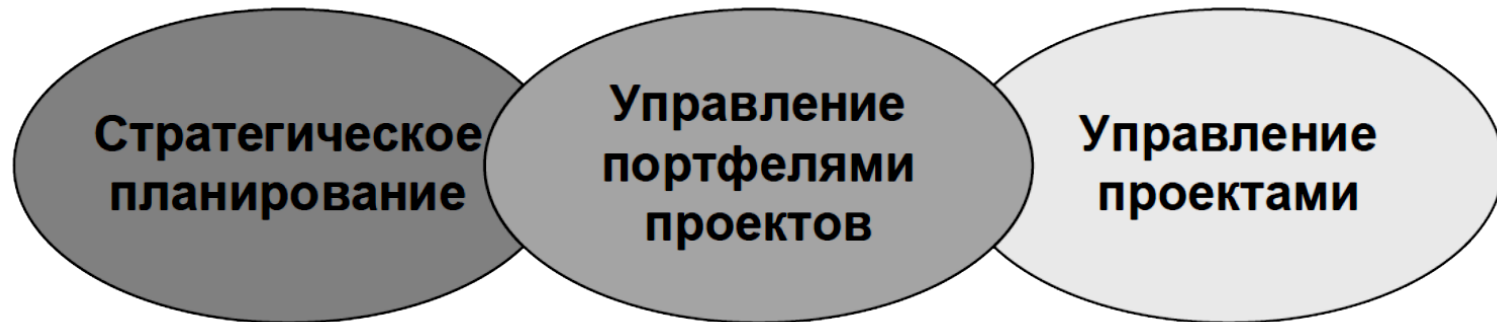 Стратегическое
планирование
Управление
портфелями
проектов
Управление
проектами